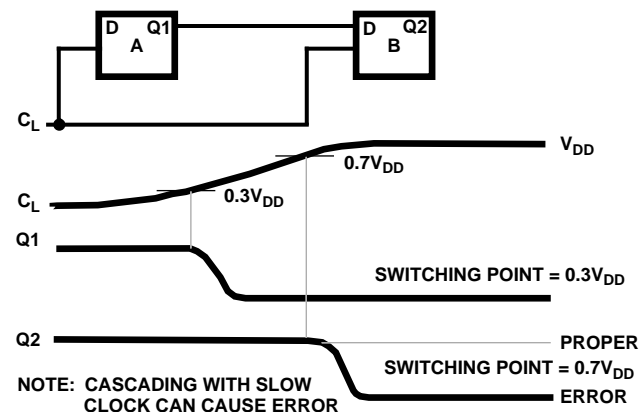 D Q1
A
D Q2
B
CL
VDD
0.7VDD
0.3VDD
CL
Q1
SWITCHING POINT = 0.3VDD
Q2
PROPER
SWITCHING POINT = 0.7VDD
ERROR
NOTE: CASCADING WITH SLOW
CLOCK CAN CAUSE ERROR